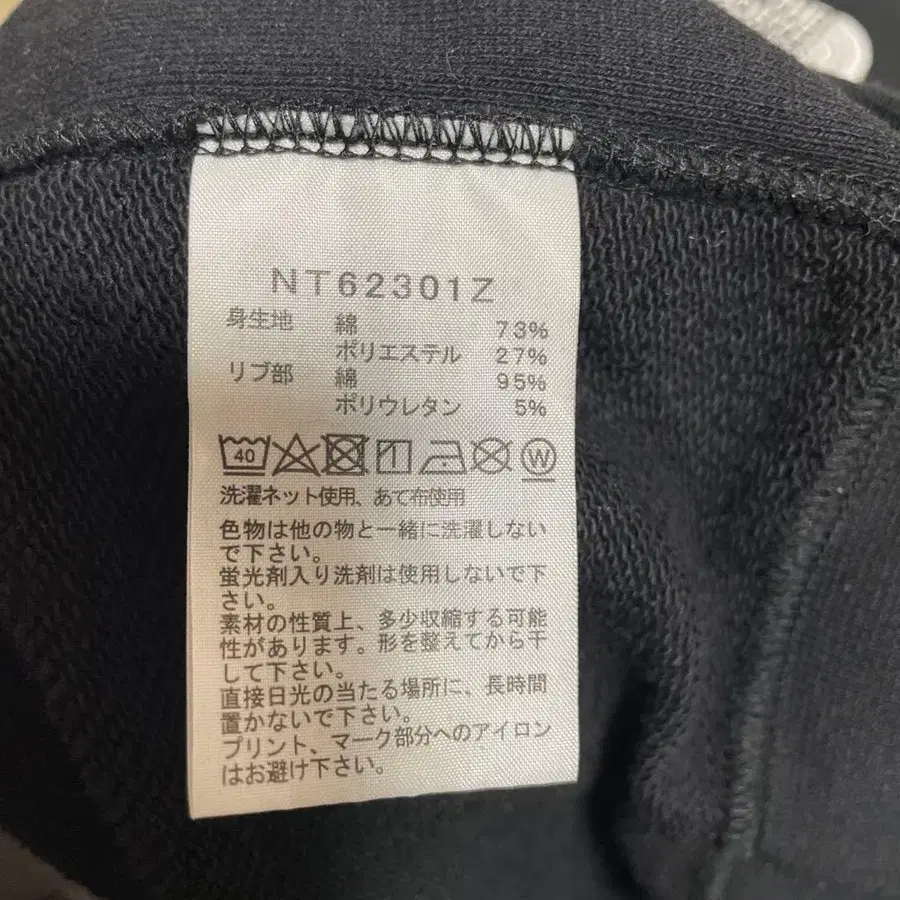 NT62301Z
身生地 綿 73%
ポリエステル 27%
リブ部 綿 95%
ポリウレタン 5%
40 W
洗濯ネット使用、あて布使用
色物は他の物と一緒に洗濯しない
で下さい。
蛍光剤入り洗剤は使用しないで下
さい。
素材の性質上、多少収縮する可能
性があります。形を整えてから干
して下さい。
直接日光の当たる場所に、長時間
置かないで下さい。
プリント、マーク部分へのアイロン
はお避け下さい。